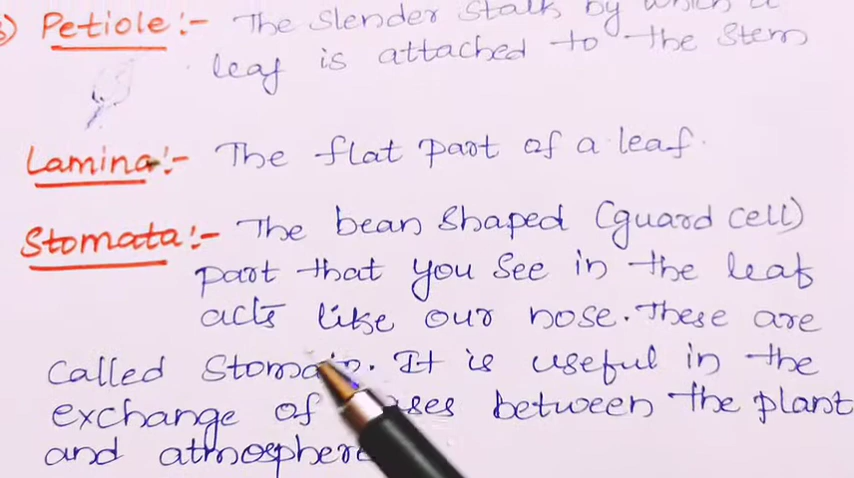 Petiole:- The slender stalk by which a
leaf is attached to the stem
Lamina:- The flat part of a leaf.
Stomata:- The bean shaped (guard cell)
part that you see in the leaf
acts like our nose. These are
called It is useful in the
exchange of between the plant
and atmosphere